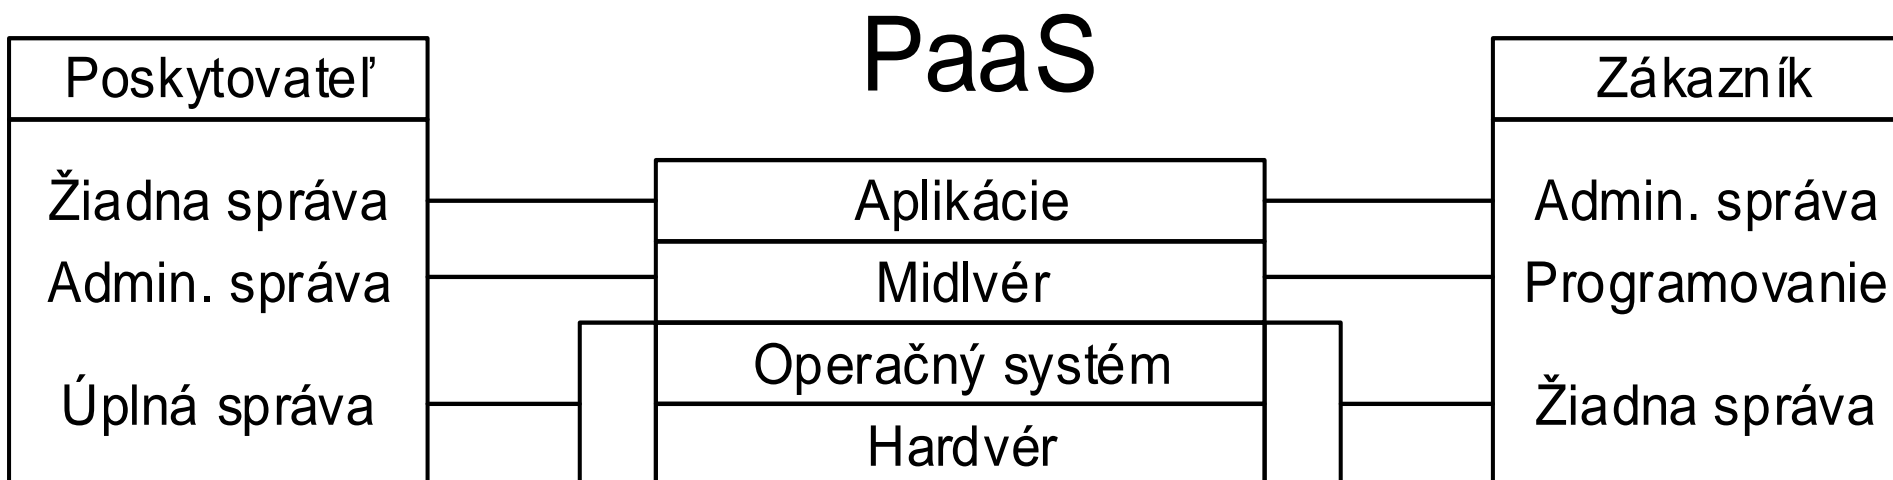 PaaS
Poskytovateľ
Zákazník
Žiadna správa
Aplikácie
Admin. správa
Admin. správa
Midlvér
Programovanie
Operačný systém
Úplná správa
Žiadna správa
Hardvér